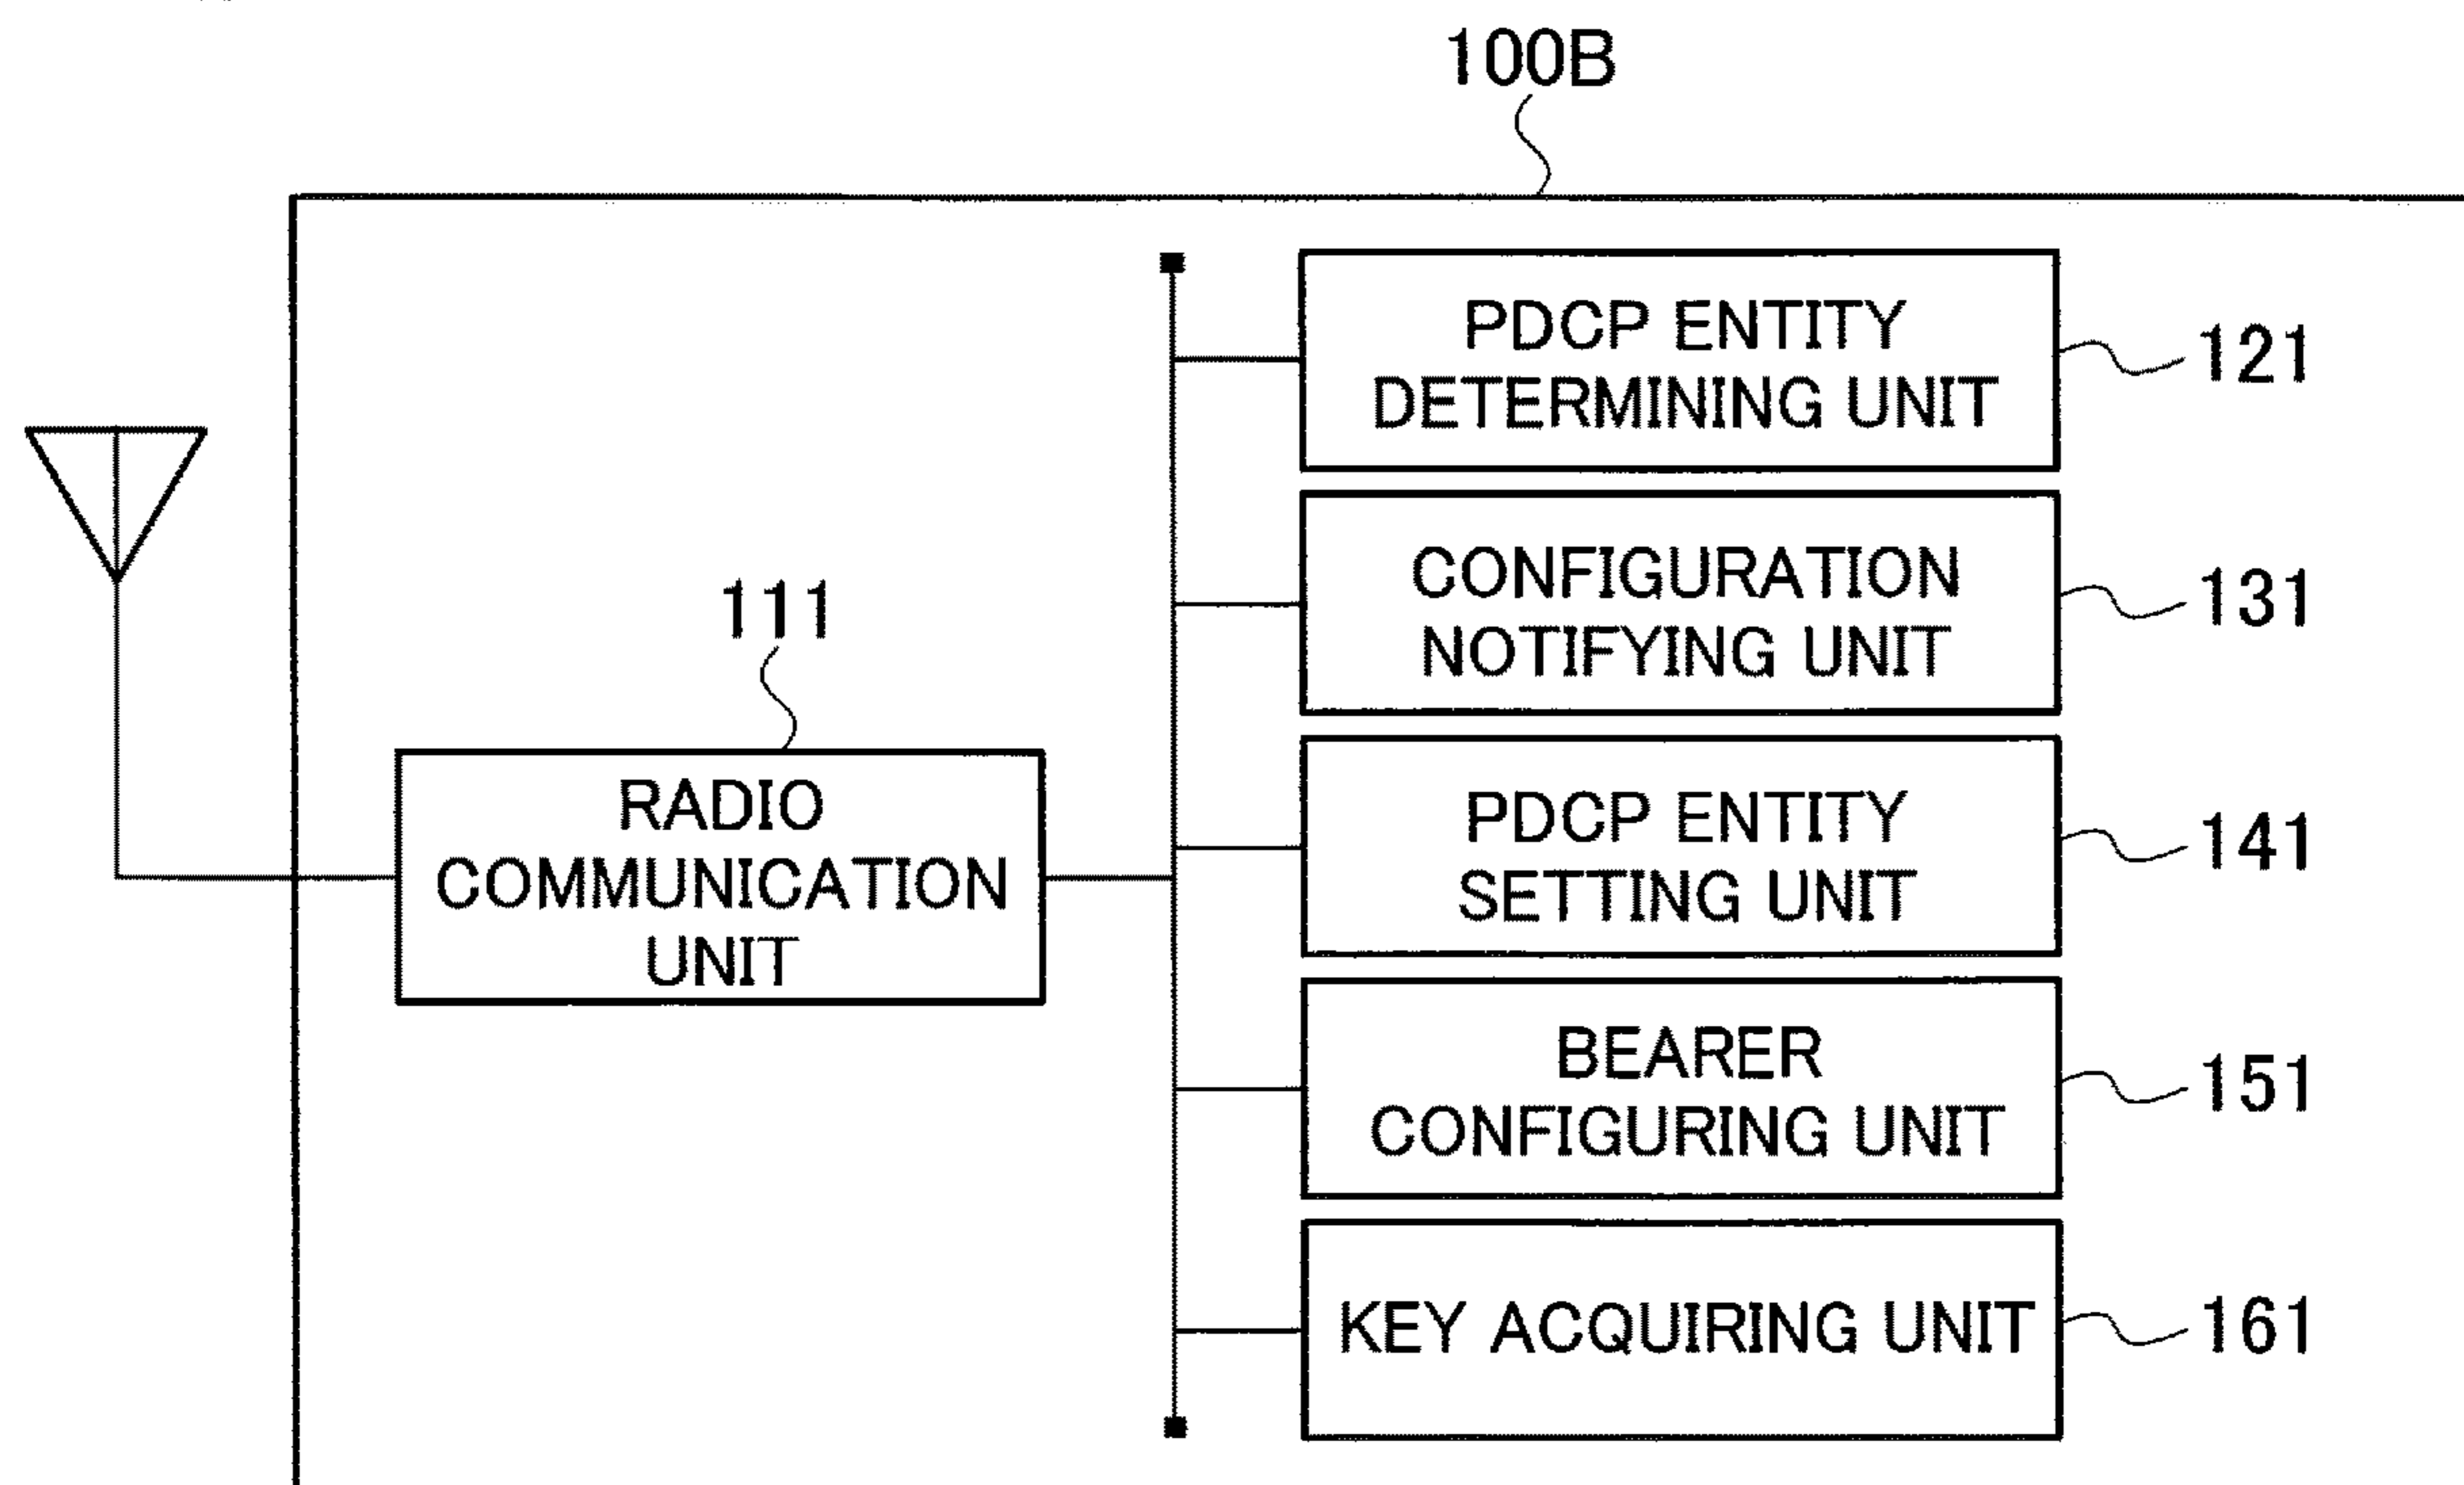 100B
PDCP ENTITY
DETERMINING UNIT
121
CONFIGURATION
NOTIFYING UNIT
131
111
RADIO
COMMUNICATION
UNIT
PDCP ENTITY
SETTING UNIT
141
BEARER
CONFIGURING UNIT
151
KEY ACQUIRING UNIT
161